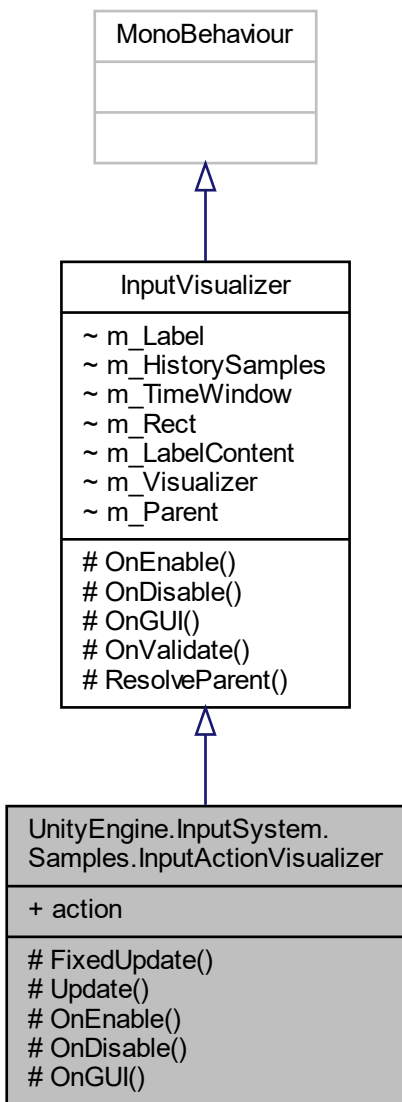 MonoBehaviour
InputVisualizer
~ m_Label
~ m_HistorySamples
~ m_TimeWindow
~ m_Rect
~ m_LabelContent
~ m_Visualizer
~ m_Parent
# OnEnable()
# OnDisable()
# OnGUI()
# OnValidate()
# ResolveParent()
UnityEngine.InputSystem.
Samples.InputActionVisualizer
+ action
# FixedUpdate()
# Update()
# OnEnable()
# OnDisable()
# OnGUI()